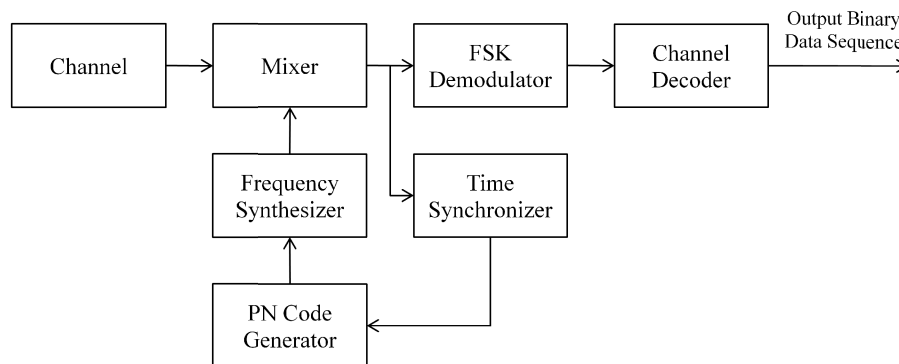 Channel
Mixer
FSK
Demodulator
Channel
Decoder
Output Binary
Data Sequence
Frequency
Synthesizer
Time
Synchronizer
PN Code
Generator